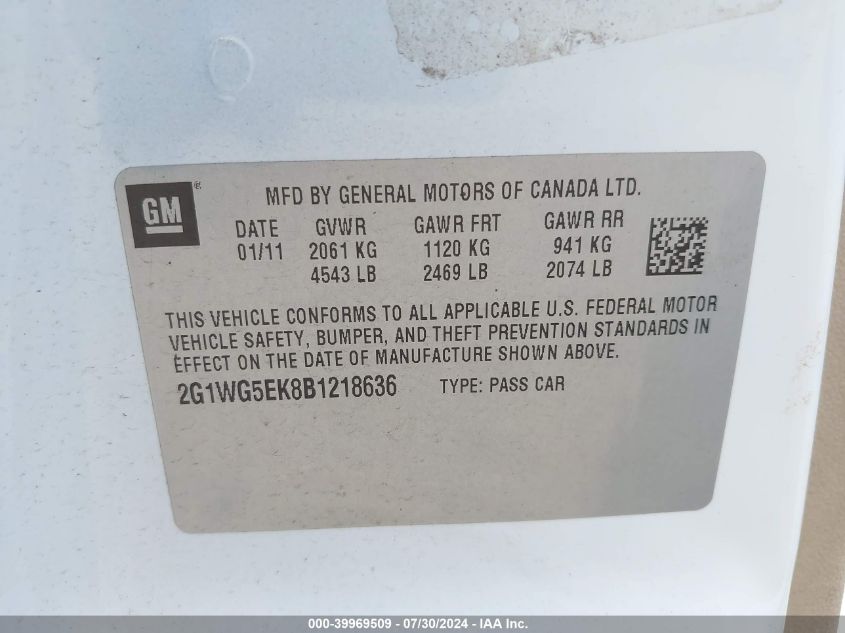 GM®
MFD BY GENERAL MOTORS OF CANADA LTD.
DATE GVWR GAWR FRT GAWR RR
01/11 2061 KG 1120 KG 941 KG
4543 LB 2469 LB 2074 LB
THIS VEHICLE CONFORMS TO ALL APPLICABLE U.S. FEDERAL MOTOR
VEHICLE SAFETY, BUMPER, AND THEFT PREVENTION STANDARDS IN
EFFECT ON THE DATE OF MANUFACTURE SHOWN ABOVE.
2G1WG5EK8B1218636 TYPE: PASS CAR
000-39969509 - 07/30/2024 - IAA Inc.